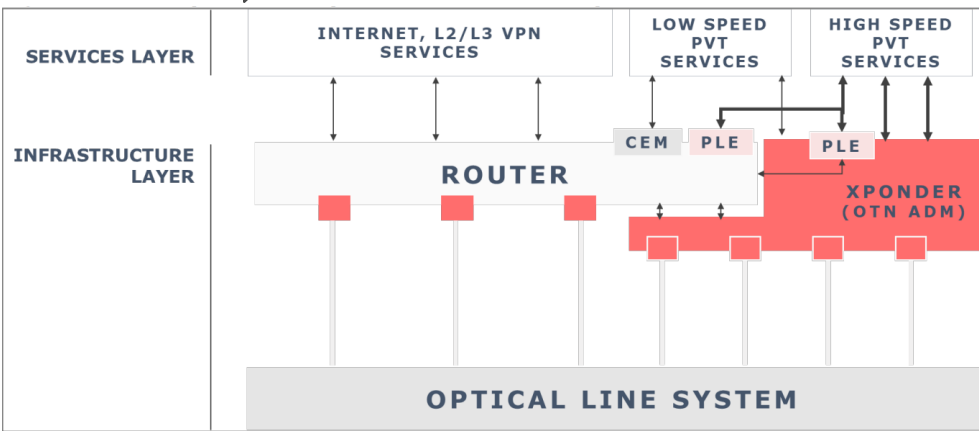 SERVICES LAYER
INTERNET, L2/L3 VPN
SERVICES
LOW SPEED
PVT
SERVICES
HIGH SPEED
PVT
SERVICES
INFRASTRUCTURE
LAYER
CEM
PLE
PLE
ROUTER
XPONDER
(OTN ADM)
OPTICAL LINE SYSTEM